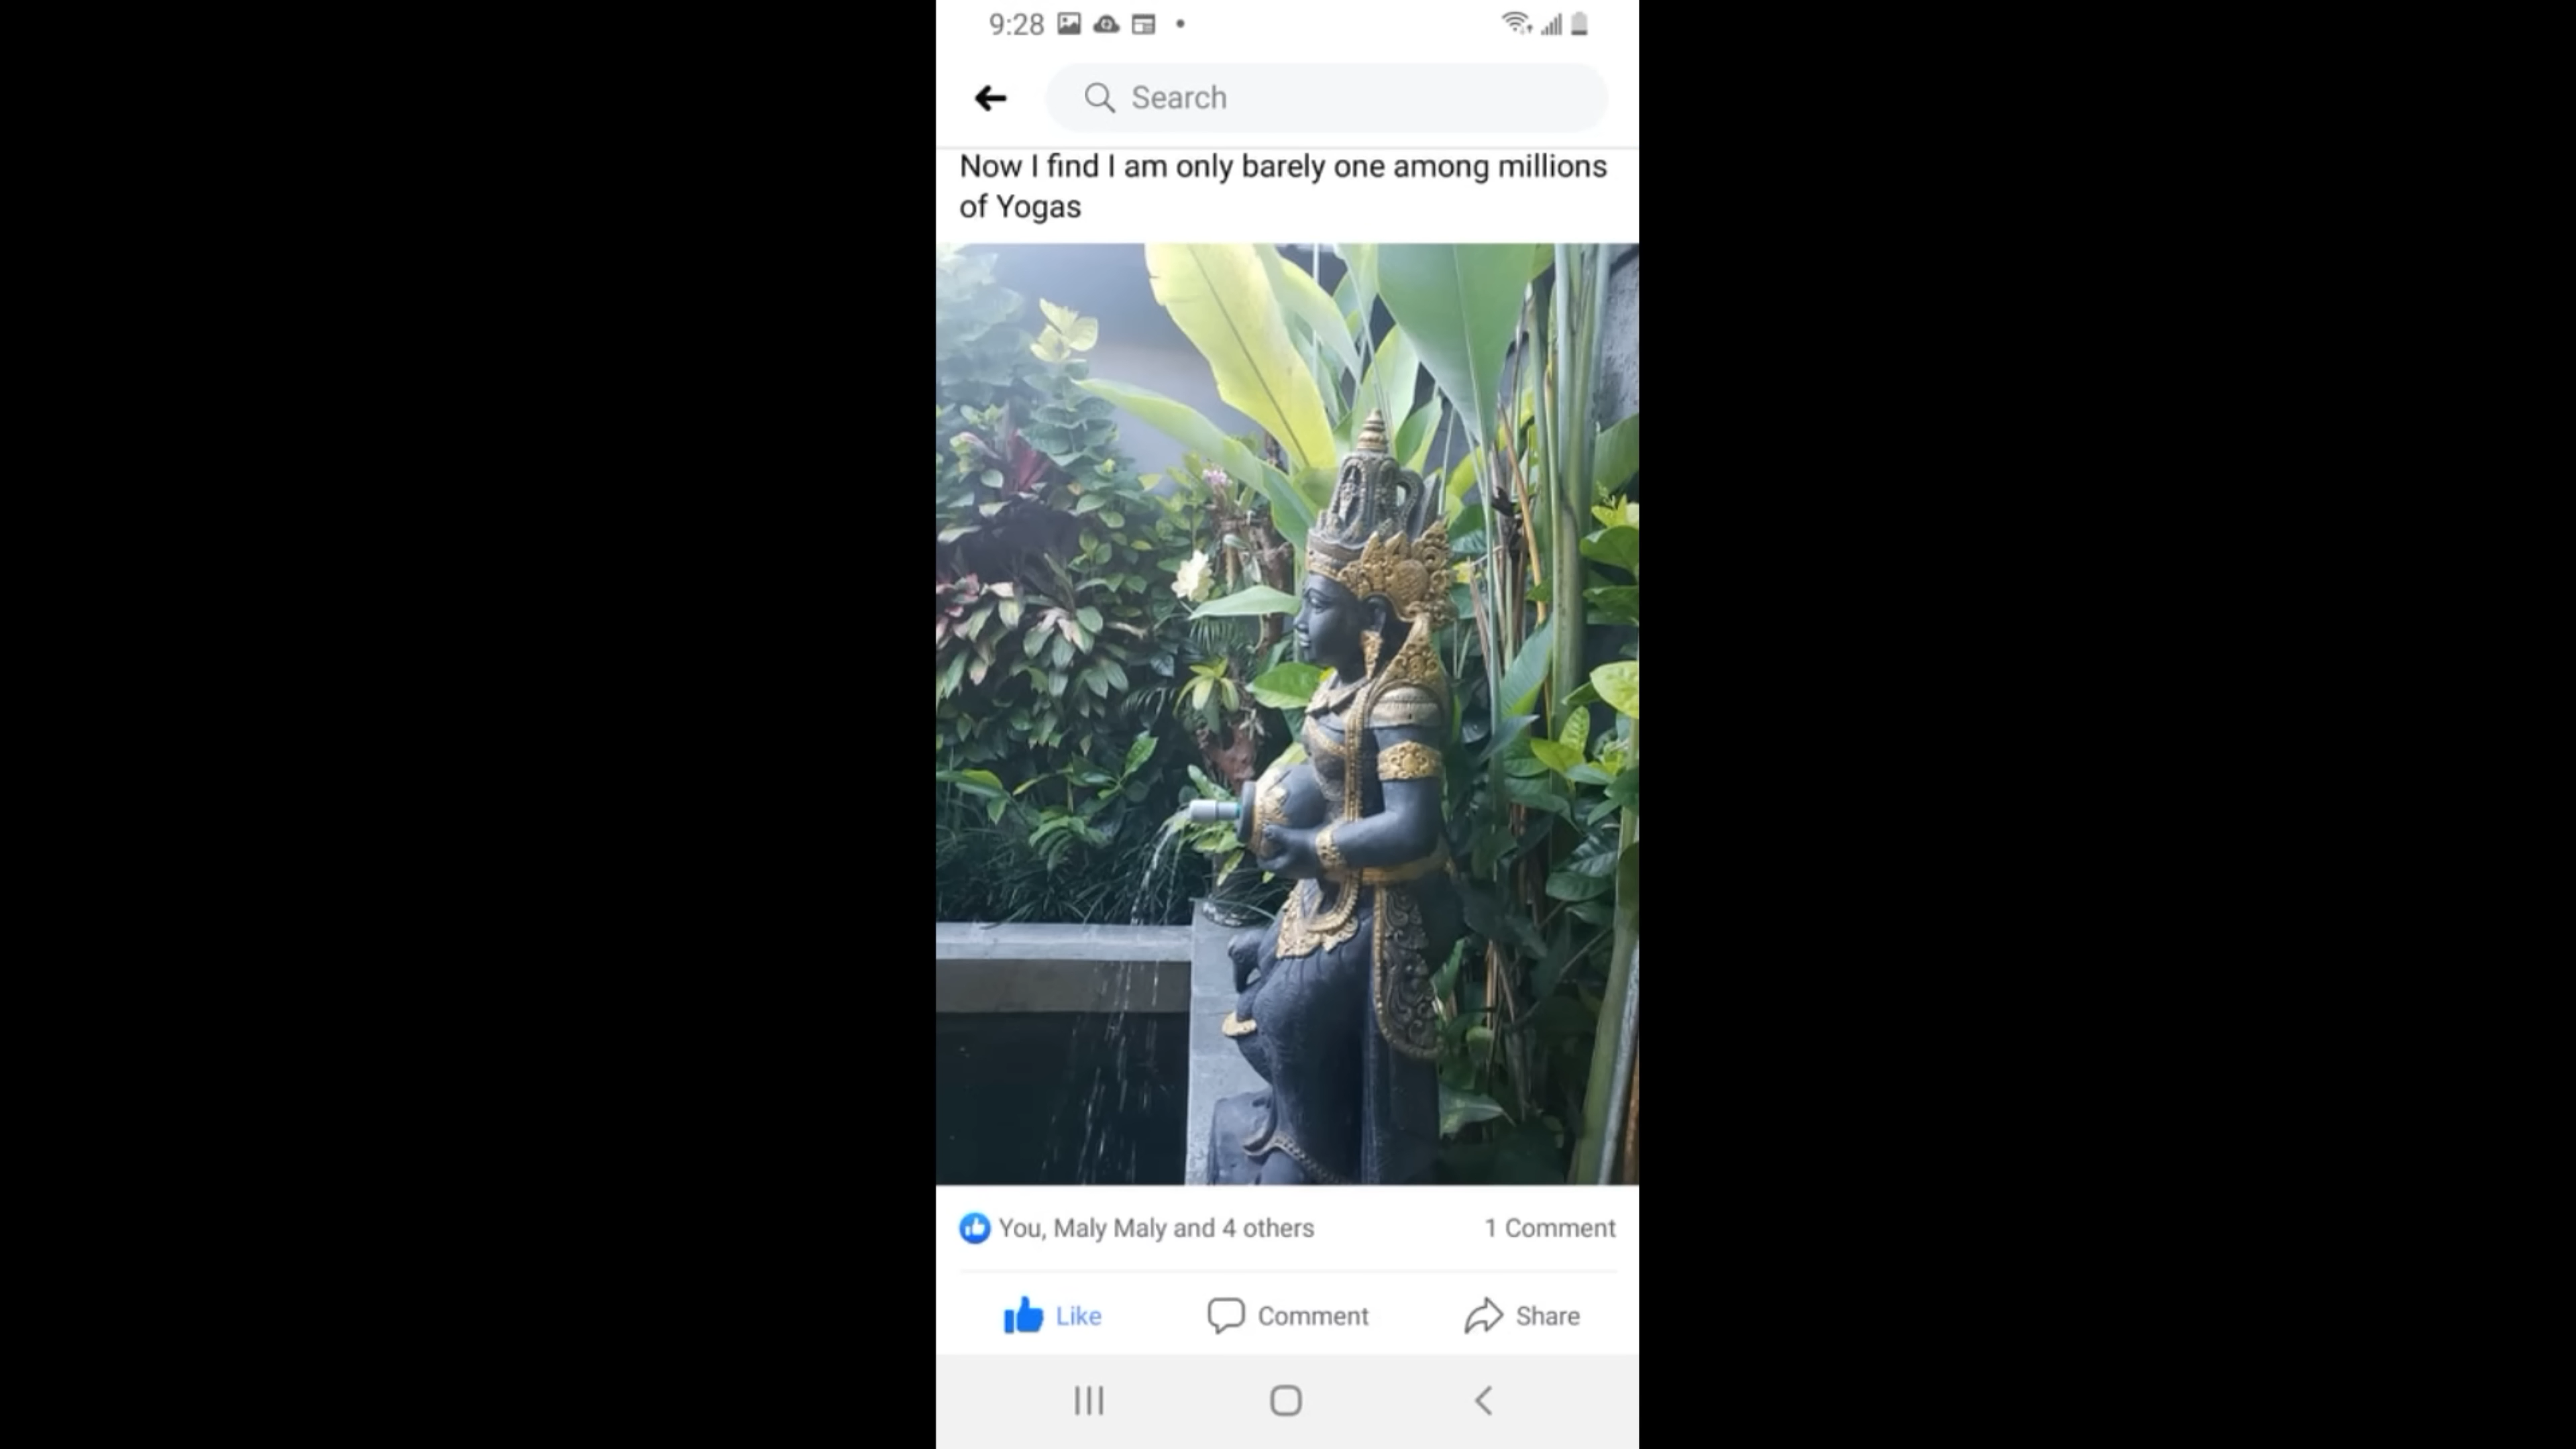 9:28
Search
Now I find I am only barely one among millions
of Yogas
You, Maly Maly and 4 others
1 Comment
Like
Comment
Share